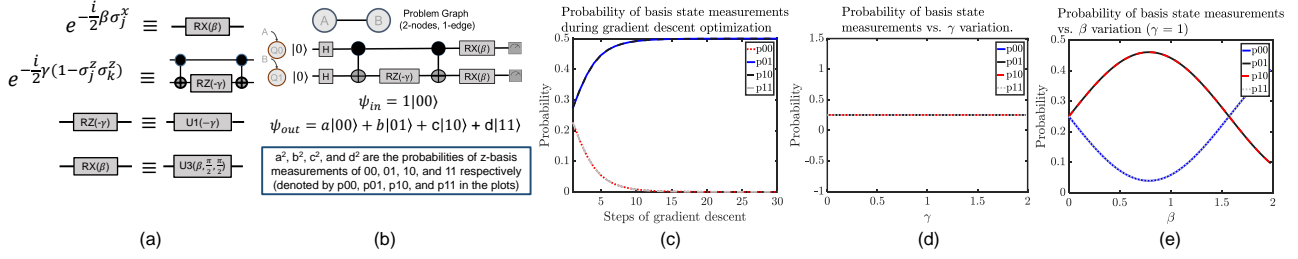 e^{-\frac{i}{2}βσ_j^x} ≡ RX(β)
e^{-\frac{i}{2}γ(1-σ_j^zσ_k^z)} ≡ RZ(-γ)
RZ(-γ) ≡ U1(-γ)
RX(β) ≡ U3(β,\frac{π}{2},\frac{π}{2})
(a)
A B
Problem Graph
(2-nodes, 1-edge)
A Q0 |0⟩ H RX(β)
B Q1 |0⟩ H RZ(-γ) RX(β)
ψ_in = 1|00⟩
ψ_out = a|00⟩ + b|01⟩ + c|10⟩ + d|11⟩
a², b², c², and d² are the probabilities of z-basis
measurements of 00, 01, 10, and 11 respectively
(denoted by p00, p01, p10, and p11 in the plots)
(b)
Probability of basis state measurements
during gradient descent optimization
Probability
0.5
0.4
0.3
0.2
0.1
0
p00
p01
p10
p11
5 10 15 20 25 30
Steps of gradient descent
(c)
Probability of basis state
measurements vs. γ variation.
Probability
1.5
1
0.5
0
-0.5
-1
p00
p01
p10
p11
0 0.5 1 1.5 2
γ
(d)
Probability of basis state measurements
vs. β variation (γ = 1)
Probability
0.5
0.4
0.3
0.2
0.1
0
p00
p01
p10
p11
0 0.5 1 1.5 2
β
(e)